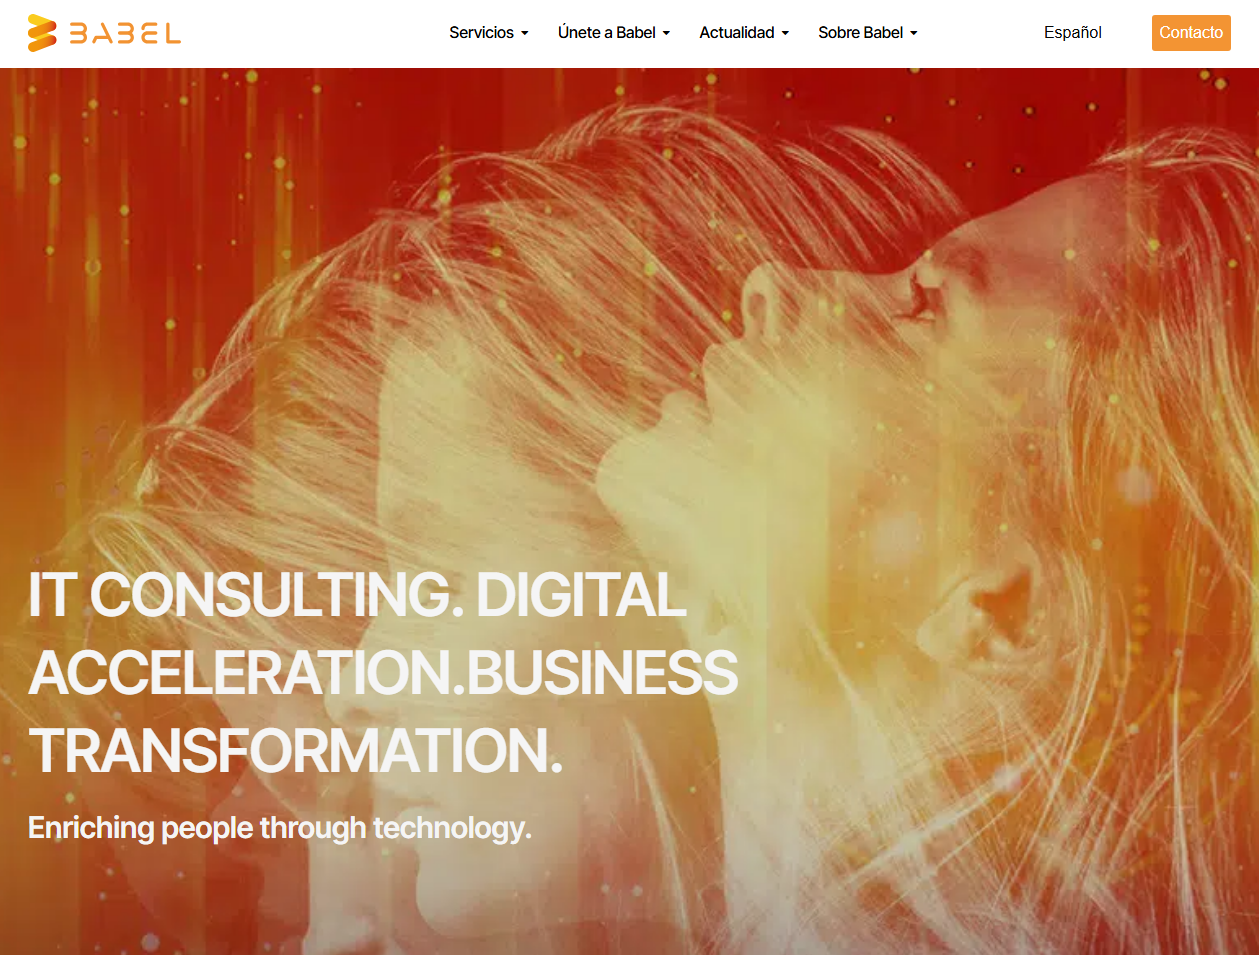 BABEL
Servicios
Únete a Babel
Actualidad
Sobre Babel
Español
Contacto
IT CONSULTING. DIGITAL
ACCELERATION.BUSINESS
TRANSFORMATION.
Enriching people through technology.